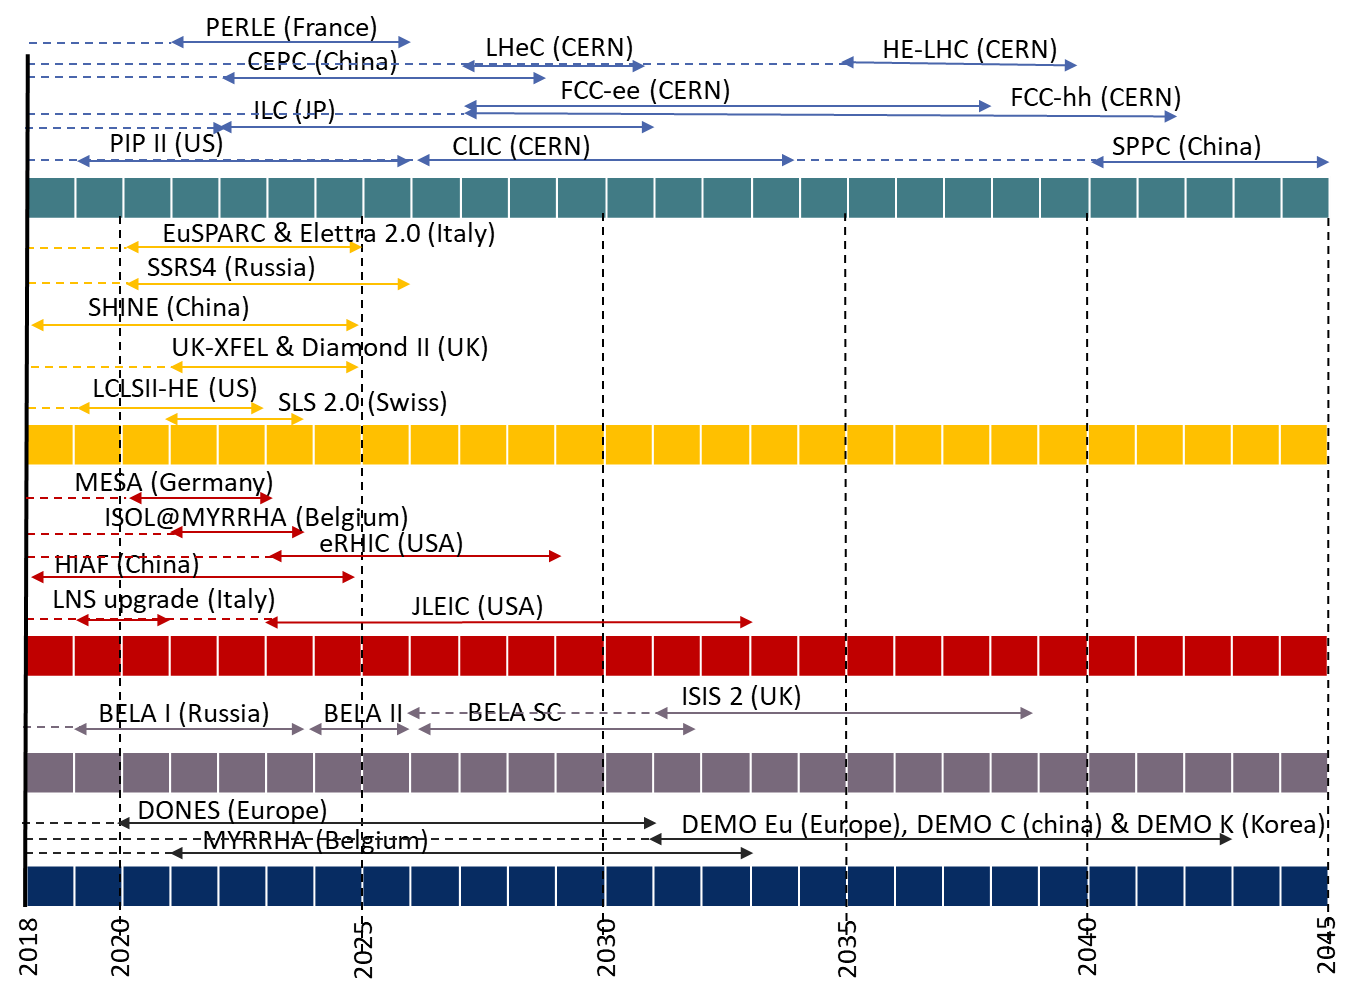 PERLE (France)
LHeC (CERN)
HE-LHC (CERN)
CEPC (China)
FCC-ee (CERN)
FCC-hh (CERN)
ILC (JP)
PIP II (US)
CLIC (CERN)
SPPC (China)
EuSPARC & Elettra 2.0 (Italy)
SSRS4 (Russia)
SHINE (China)
UK-XFEL & Diamond II (UK)
LCLSII-HE (US)
SLS 2.0 (Swiss)
MESA (Germany)
ISOL@MYRRHA (Belgium)
eRHIC (USA)
HIAF (China)
LNS upgrade (Italy)
JLEIC (USA)
ISIS 2 (UK)
BELA I (Russia)
BELA II
BELA SC
DONES (Europe)
DEMO Eu (Europe), DEMO C (china) & DEMO K (Korea)
MYRRHA (Belgium)
2018
2020
2025
2030
2035
2040
2045